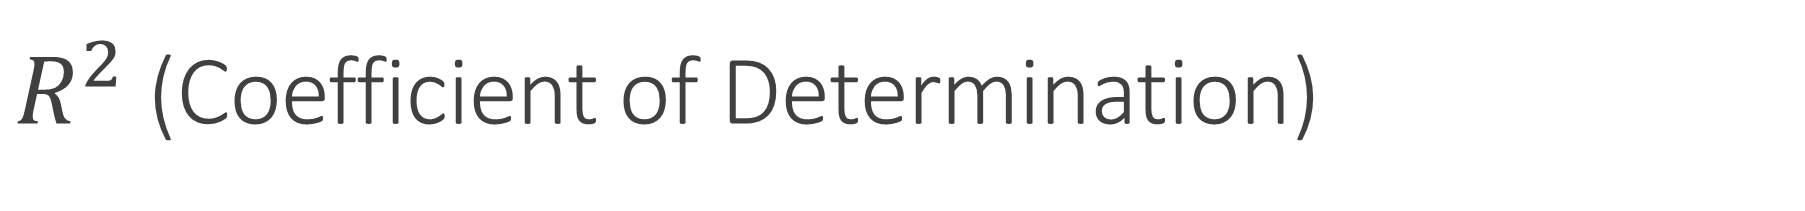 R² (Coefficient of Determination)